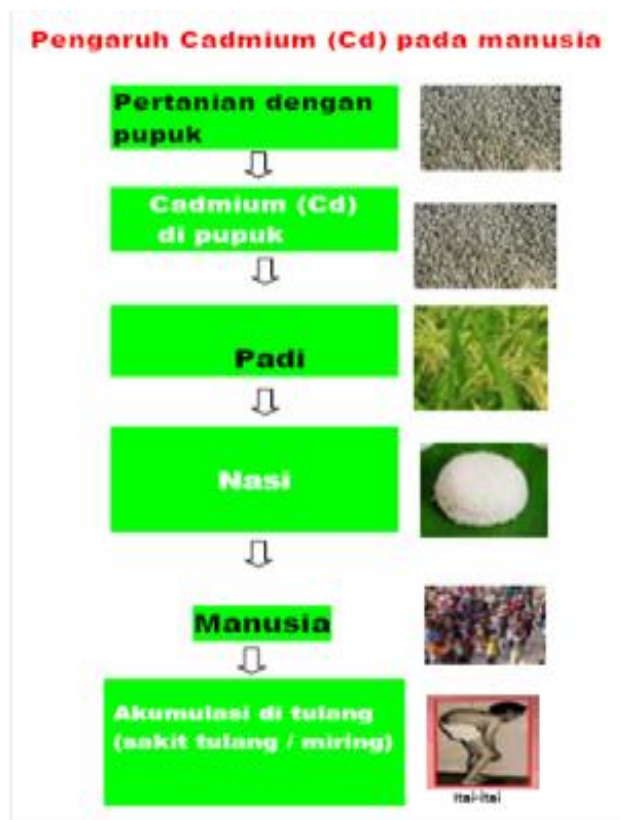 Pengaruh Cadmium (Cd) pada manusia
Pertanian dengan
pupuk
Cadmium (Cd)
di pupuk
Padi
Nasi
Manusia
Akumulasi di tulang
(sakit tulang / miring)
Itai-itai